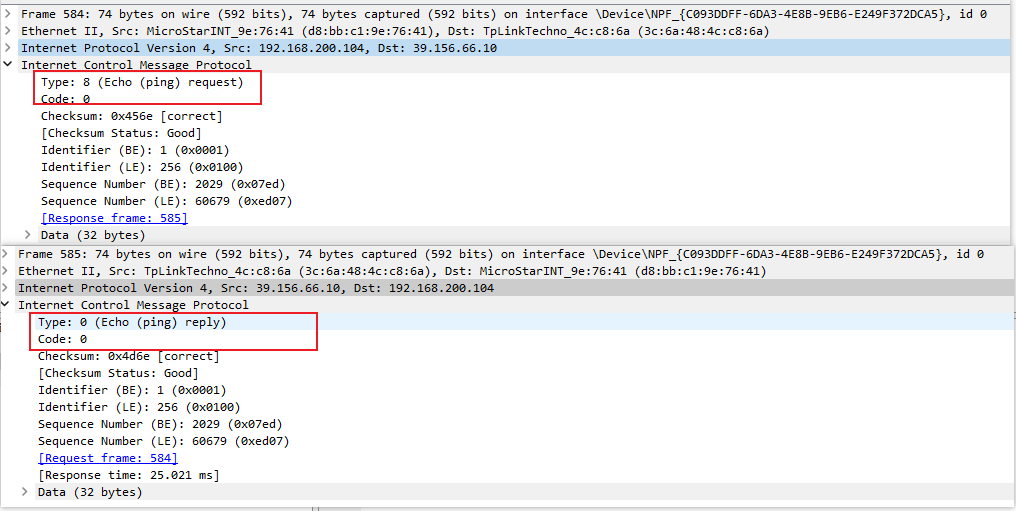 Frame 584: 74 bytes on wire (592 bits), 74 bytes captured (592 bits) on interface \Device\NPF_{C093DDFF-6DA3-4E8B-9EB6-E249F372DCA5}, id 0
Ethernet II, Src: MicroStarINT_9e:76:41 (d8:bb:c1:9e:76:41), Dst: TpLinkTechno_4c:c8:6a (3c:6a:48:4c:c8:6a)
Internet Protocol Version 4, Src: 192.168.200.104, Dst: 39.156.66.10
Internet Control Message Protocol
Type: 8 (Echo (ping) request)
Code: 0
Checksum: 0x456e [correct]
[Checksum Status: Good]
Identifier (BE): 1 (0x0001)
Identifier (LE): 256 (0x0100)
Sequence Number (BE): 2029 (0x07ed)
Sequence Number (LE): 60679 (0xed07)
[Response frame: 585]
Data (32 bytes)
Frame 585: 74 bytes on wire (592 bits), 74 bytes captured (592 bits) on interface \Device\NPF_{C093DDFF-6DA3-4E8B-9EB6-E249F372DCA5}, id 0
Ethernet II, Src: TpLinkTechno_4c:c8:6a (3c:6a:48:4c:c8:6a), Dst: MicroStarINT_9e:76:41 (d8:bb:c1:9e:76:41)
Internet Protocol Version 4, Src: 39.156.66.10, Dst: 192.168.200.104
Internet Control Message Protocol
Type: 0 (Echo (ping) reply)
Code: 0
Checksum: 0x4d6e [correct]
[Checksum Status: Good]
Identifier (BE): 1 (0x0001)
Identifier (LE): 256 (0x0100)
Sequence Number (BE): 2029 (0x07ed)
Sequence Number (LE): 60679 (0xed07)
[Request frame: 584]
[Response time: 25.021 ms]
Data (32 bytes)